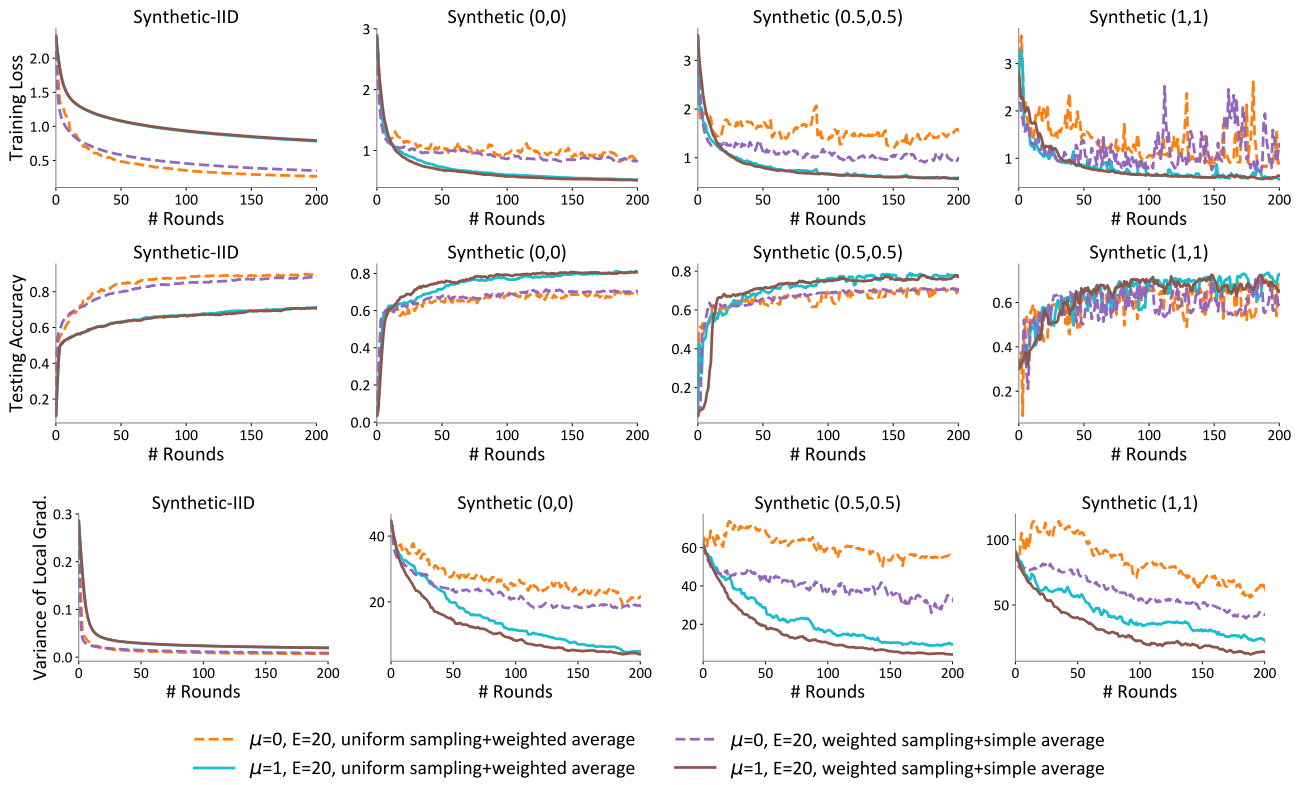 Synthetic-IID Synthetic (0,0) Synthetic (0.5,0.5) Synthetic (1,1)
Training Loss
2.0 1.5 1.0 0.5
3 1
3 2 1
3 2 1
0 50 100 150 200 0 50 100 150 200 0 50 100 150 200 0 50 100 150 200
# Rounds # Rounds # Rounds # Rounds
Synthetic-IID Synthetic (0,0) Synthetic (0.5,0.5) Synthetic (1,1)
Testing Accuracy
0.8 0.6 0.4 0.2
0.8 0.6 0.4 0.2 0.0
0.8 0.6 0.4 0.2
0.6 0.4 0.2
0 50 100 150 200 0 50 100 150 200 0 50 100 150 200 0 50 100 150 200
# Rounds # Rounds # Rounds # Rounds
Synthetic-IID Synthetic (0,0) Synthetic (0.5,0.5) Synthetic (1,1)
Variance of Local Grad.
0.3 0.2 0.1 0.0
40 20
60 40 20
100 50
0 50 100 150 200 0 50 100 150 200 0 50 100 150 200 0 50 100 150 200
# Rounds # Rounds # Rounds # Rounds
μ=0, E=20, uniform sampling+weighted average μ=0, E=20, weighted sampling+simple average
μ=1, E=20, uniform sampling+weighted average μ=1, E=20, weighted sampling+simple average